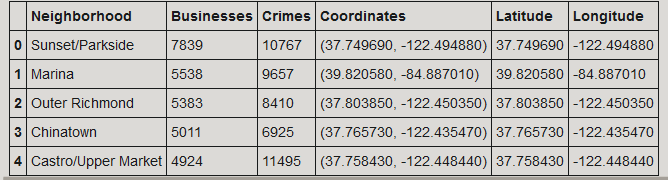 Neighborhood Businesses Crimes Coordinates Latitude Longitude
0 Sunset/Parkside 7839 10767 (37.749690, -122.494880) 37.749690 -122.494880
1 Marina 5538 9657 (39.820580, -84.887010) 39.820580 -84.887010
2 Outer Richmond 5383 8410 (37.803850, -122.450350) 37.803850 -122.450350
3 Chinatown 5011 6925 (37.765730, -122.435470) 37.765730 -122.435470
4 Castro/Upper Market 4924 11495 (37.758430, -122.448440) 37.758430 -122.448440